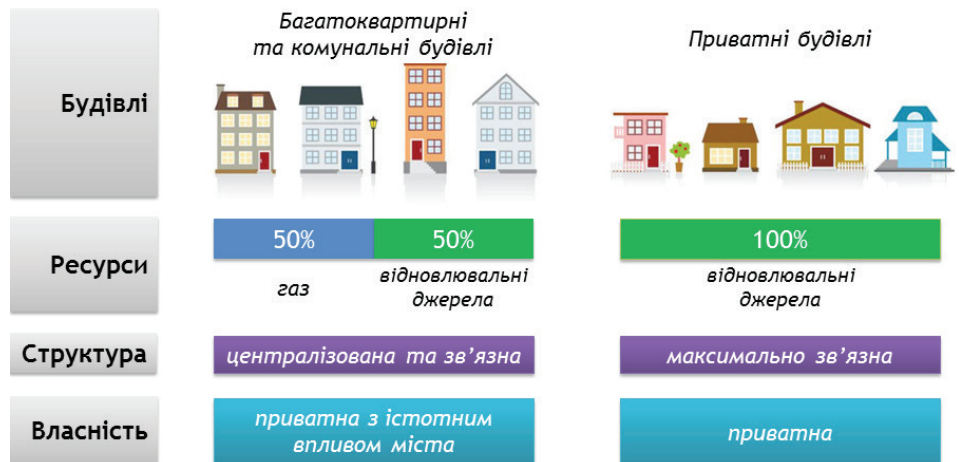 Багатоквартирні
та комунальні будівлі
Приватні будівлі
Будівлі
Ресурси
50%
50%
100%
газ
відновлювальні
джерела
відновлювальні
джерела
Структура
централізована та зв’язна
максимально зв’язна
Власність
приватна з істотним
впливом міста
приватна